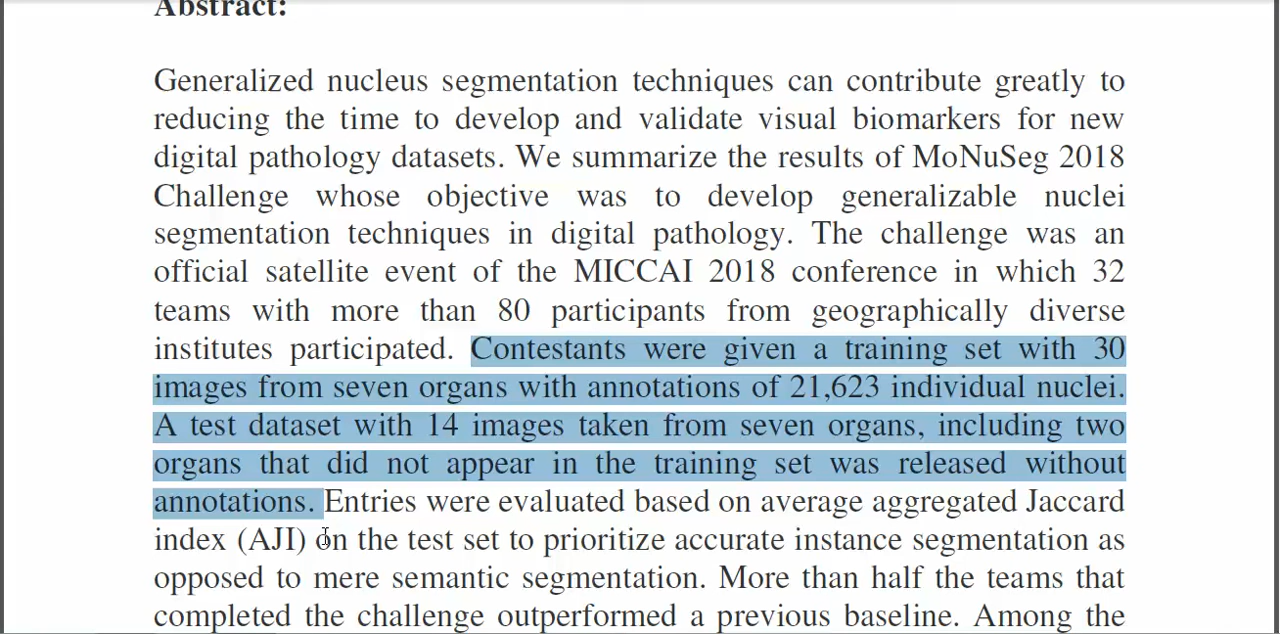 Abstract:
Generalized nucleus segmentation techniques can contribute greatly to
reducing the time to develop and validate visual biomarkers for new
digital pathology datasets. We summarize the results of MoNuSeg 2018
Challenge whose objective was to develop generalizable nuclei
segmentation techniques in digital pathology. The challenge was an
official satellite event of the MICCAI 2018 conference in which 32
teams with more than 80 participants from geographically diverse
institutes participated. Contestants were given a training set with 30
images from seven organs with annotations of 21,623 individual nuclei.
A test dataset with 14 images taken from seven organs, including two
organs that did not appear in the training set was released without
annotations. Entries were evaluated based on average aggregated Jaccard
index (AJI) on the test set to prioritize accurate instance segmentation as
opposed to mere semantic segmentation. More than half the teams that
completed the challenge outperformed a previous baseline. Among the